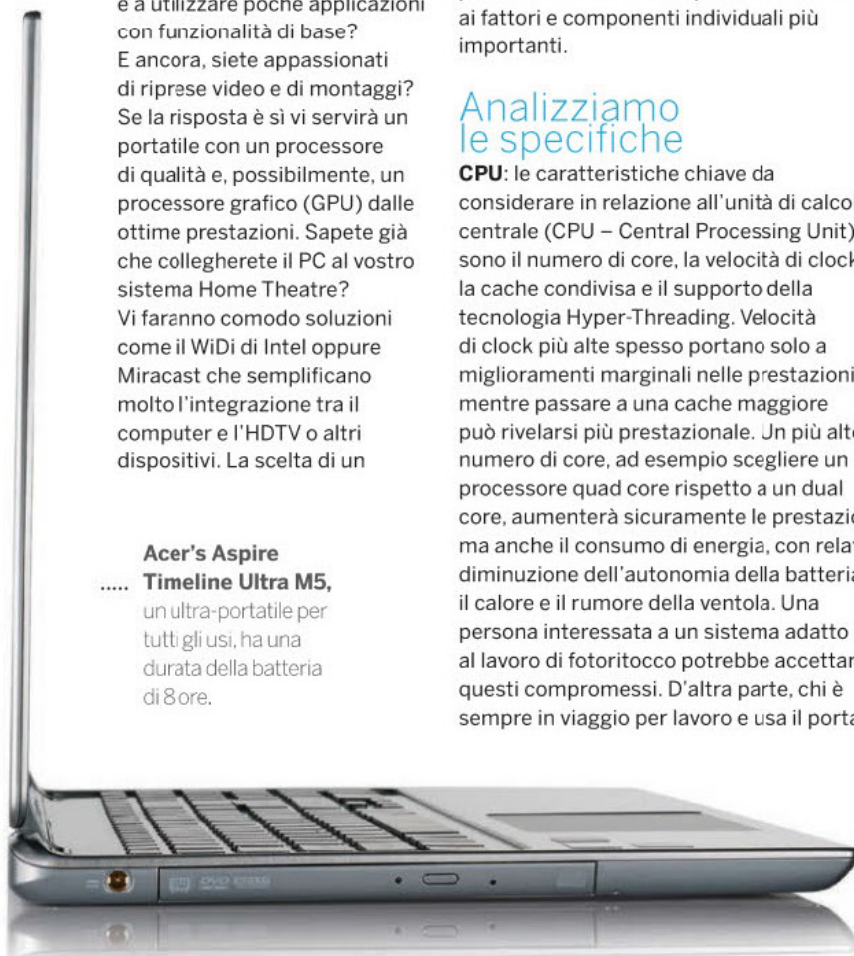 e a utilizzare poche applicazioni
con funzionalità di base?
E ancora, siete appassionati
di riprese video e di montaggi?
Se la risposta è sì vi servirà un
portatile con un processore
di qualità e, possibilmente, un
processore grafico (GPU) dalle
ottime prestazioni. Sapete già
che collegherete il PC al vostro
sistema Home Theatre?
Vi faranno comodo soluzioni
come il WiDi di Intel oppure
Miracast che semplificano
molto l'integrazione tra il
computer e l'HDTV o altri
dispositivi. La scelta di un
Acer's Aspire
..... Timeline Ultra M5,
un ultra-portatile per
tutti gli usi, ha una
durata della batteria
di 8 ore.
ai fattori e componenti individuali più
importanti.
Analizziamo
le specifiche
CPU: le caratteristiche chiave da
considerare in relazione all'unità di calco
centrale (CPU – Central Processing Unit)
sono il numero di core, la velocità di clock
la cache condivisa e il supporto della
tecnologia Hyper-Threading. Velocità
di clock più alte spesso portano solo a
miglioramenti marginali nelle prestazioni
mentre passare a una cache maggiore
può rivelarsi più prestazionale. Un più alto
numero di core, ad esempio scegliere un
processore quad core rispetto a un dual
core, aumenterà sicuramente le prestazio
ma anche il consumo di energia, con relat
diminuzione dell'autonomia della batteria
il calore e il rumore della ventola. Una
persona interessata a un sistema adatto
al lavoro di fotoritocco potrebbe accettar
questi compromessi. D'altra parte, chi è
sempre in viaggio per lavoro e usa il porta